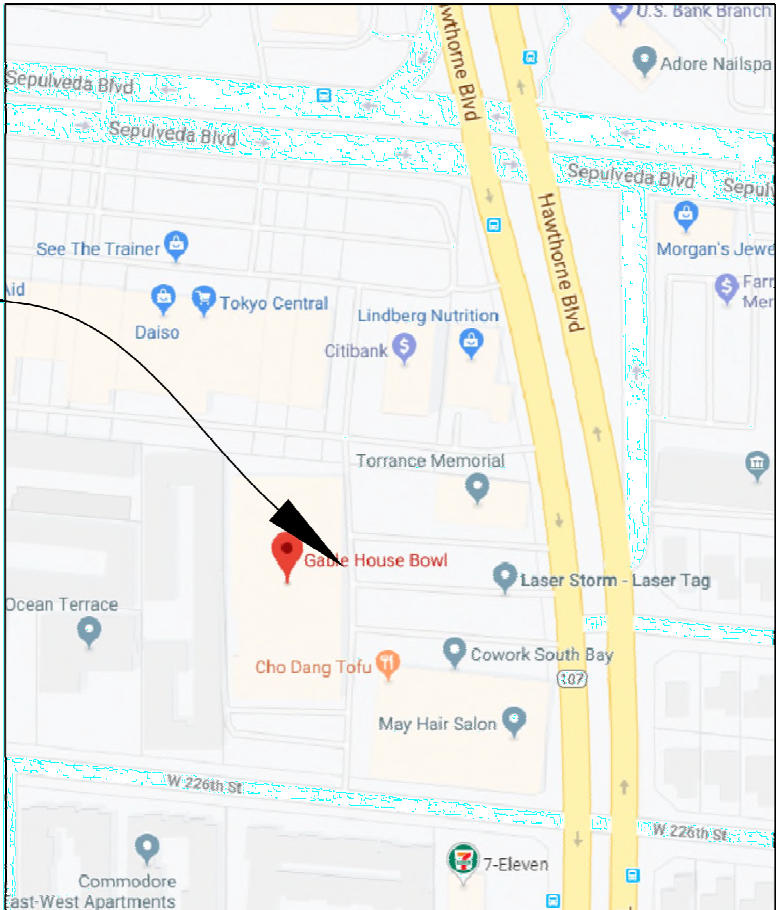 U.S. Bank Branch
Hawthorne Blvd
Adore Nailspa
Sepulveda Blvd
Sepulveda Blvd
Sepulveda Blvd
Sepulv
Hawthorne Blvd
See The Trainer
Morgan's Jewe
Aid
Tokyo Central
Farm
Mer
Daiso
Lindberg Nutrition
Citibank
Torrance Memorial
Gable House Bowl
Laser Storm - Laser Tag
Ocean Terrace
Cho Dang Tofu
Cowork South Bay
107
May Hair Salon
W 226th St
W 226th St
7-Eleven
Commodore
ast-West Apartments